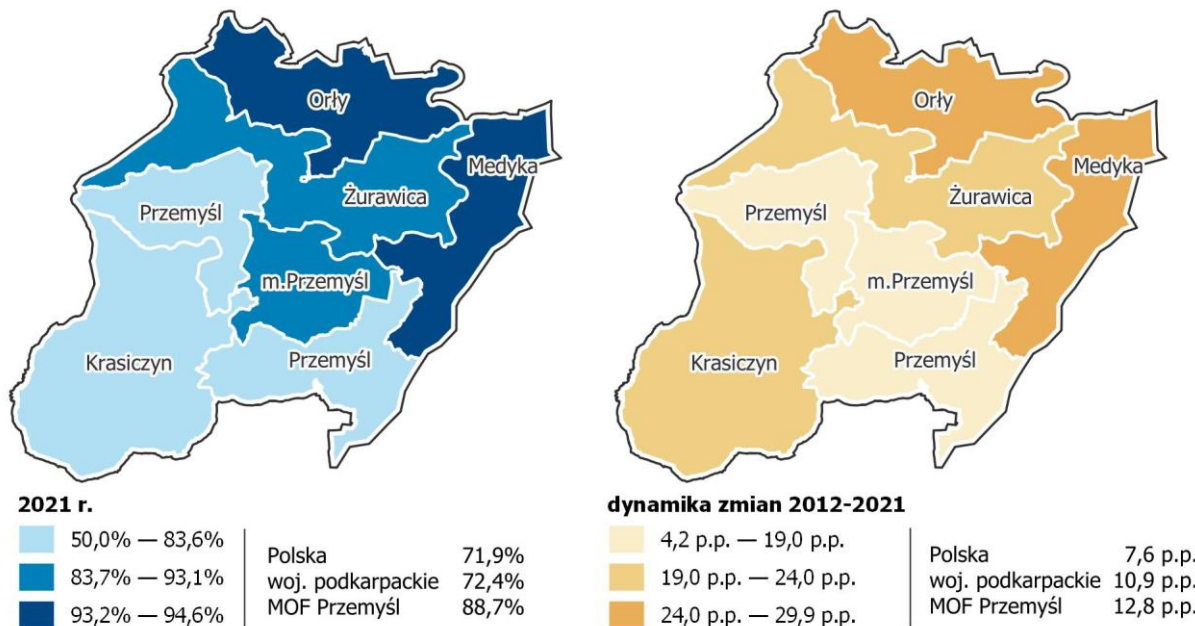 Orły
Medyka
Żurawica
Przemyśl
m.Przemyśl
Krasiczyn
Przemyśl
2021 r.
50,0% — 83,6%
83,7% — 93,1%
93,2% — 94,6%
Polska 71,9%
woj. podkarpackie 72,4%
MOF Przemyśl 88,7%
Orły
Medyka
Żurawica
Przemyśl
m.Przemyśl
Krasiczyn
Przemyśl
dynamika zmian 2012-2021
4,2 p.p. — 19,0 p.p.
19,0 p.p. — 24,0 p.p.
24,0 p.p. — 29,9 p.p.
Polska 7,6 p.p.
woj. podkarpackie 10,9 p.p.
MOF Przemyśl 12,8 p.p.